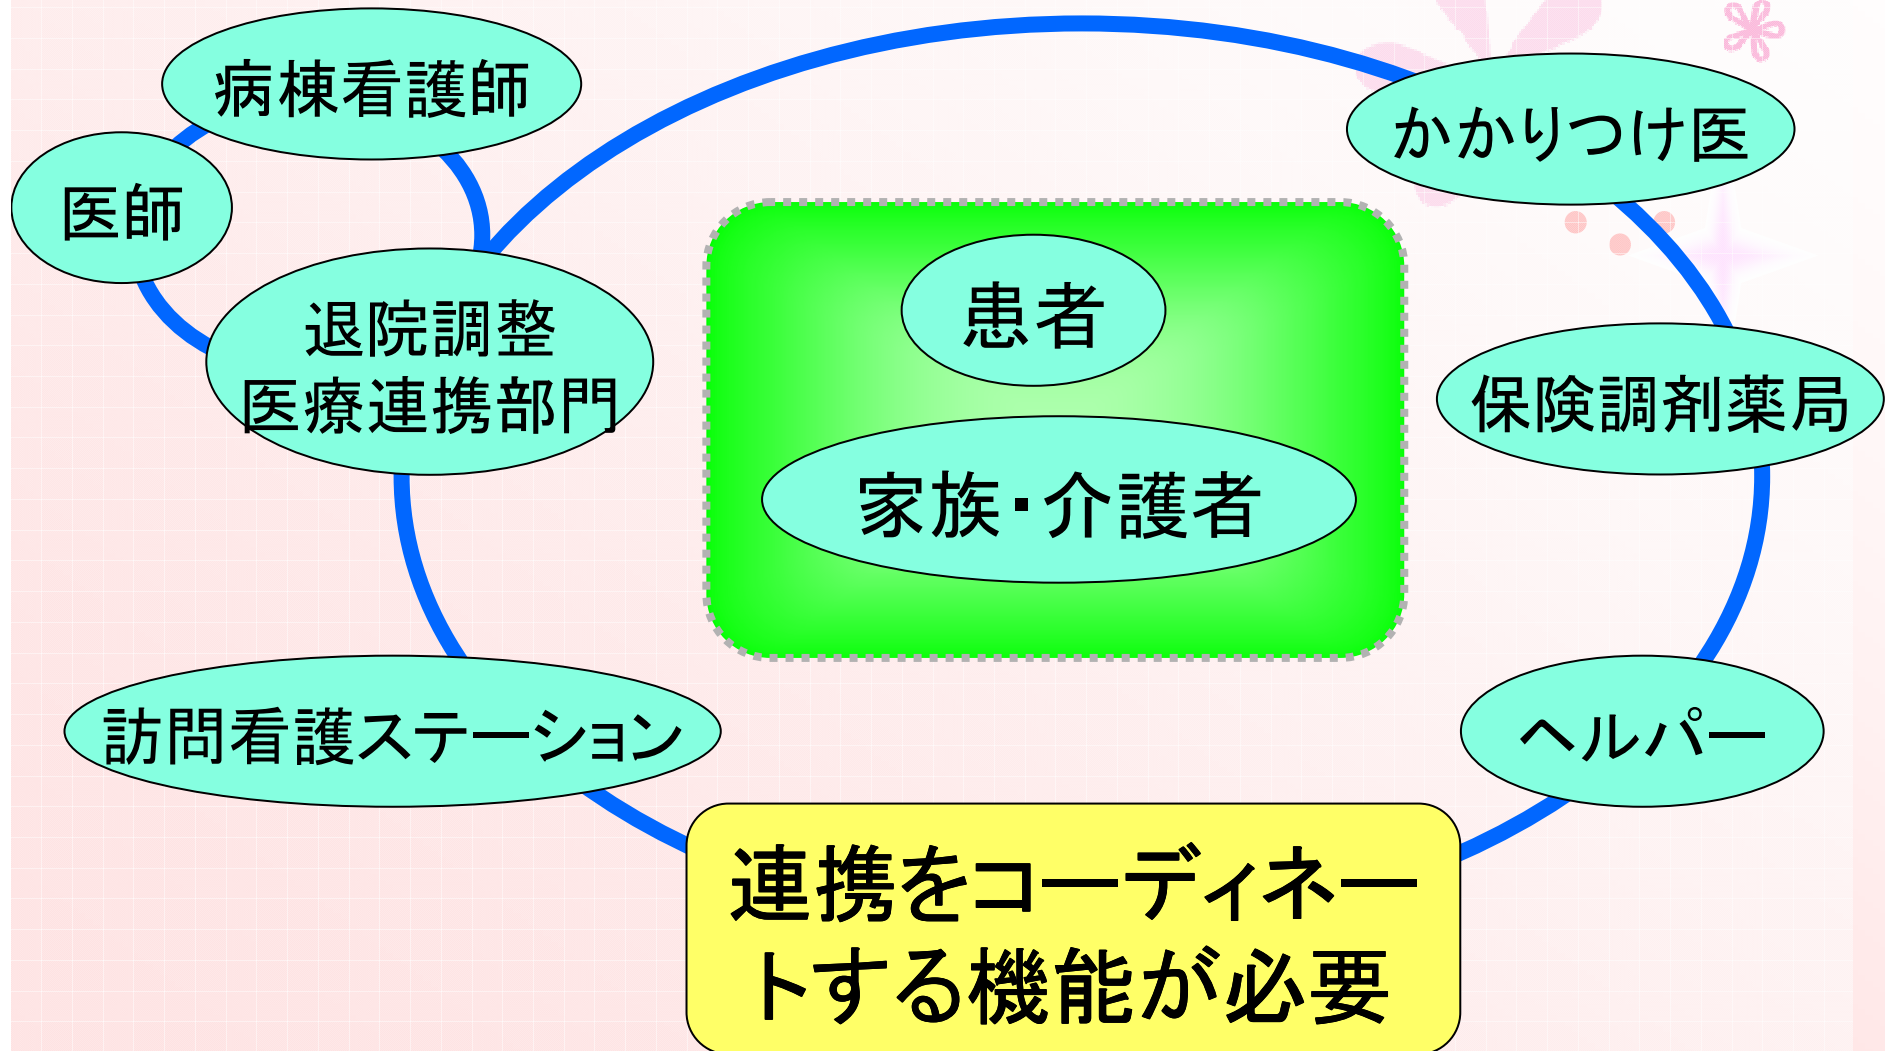 病棟看護師
かかりつけ医
医師
患者
退院調整
医療連携部門
保険調剤薬局
家族・介護者
訪問看護ステーション
ヘルパー
連携をコーディネー
トする機能が必要